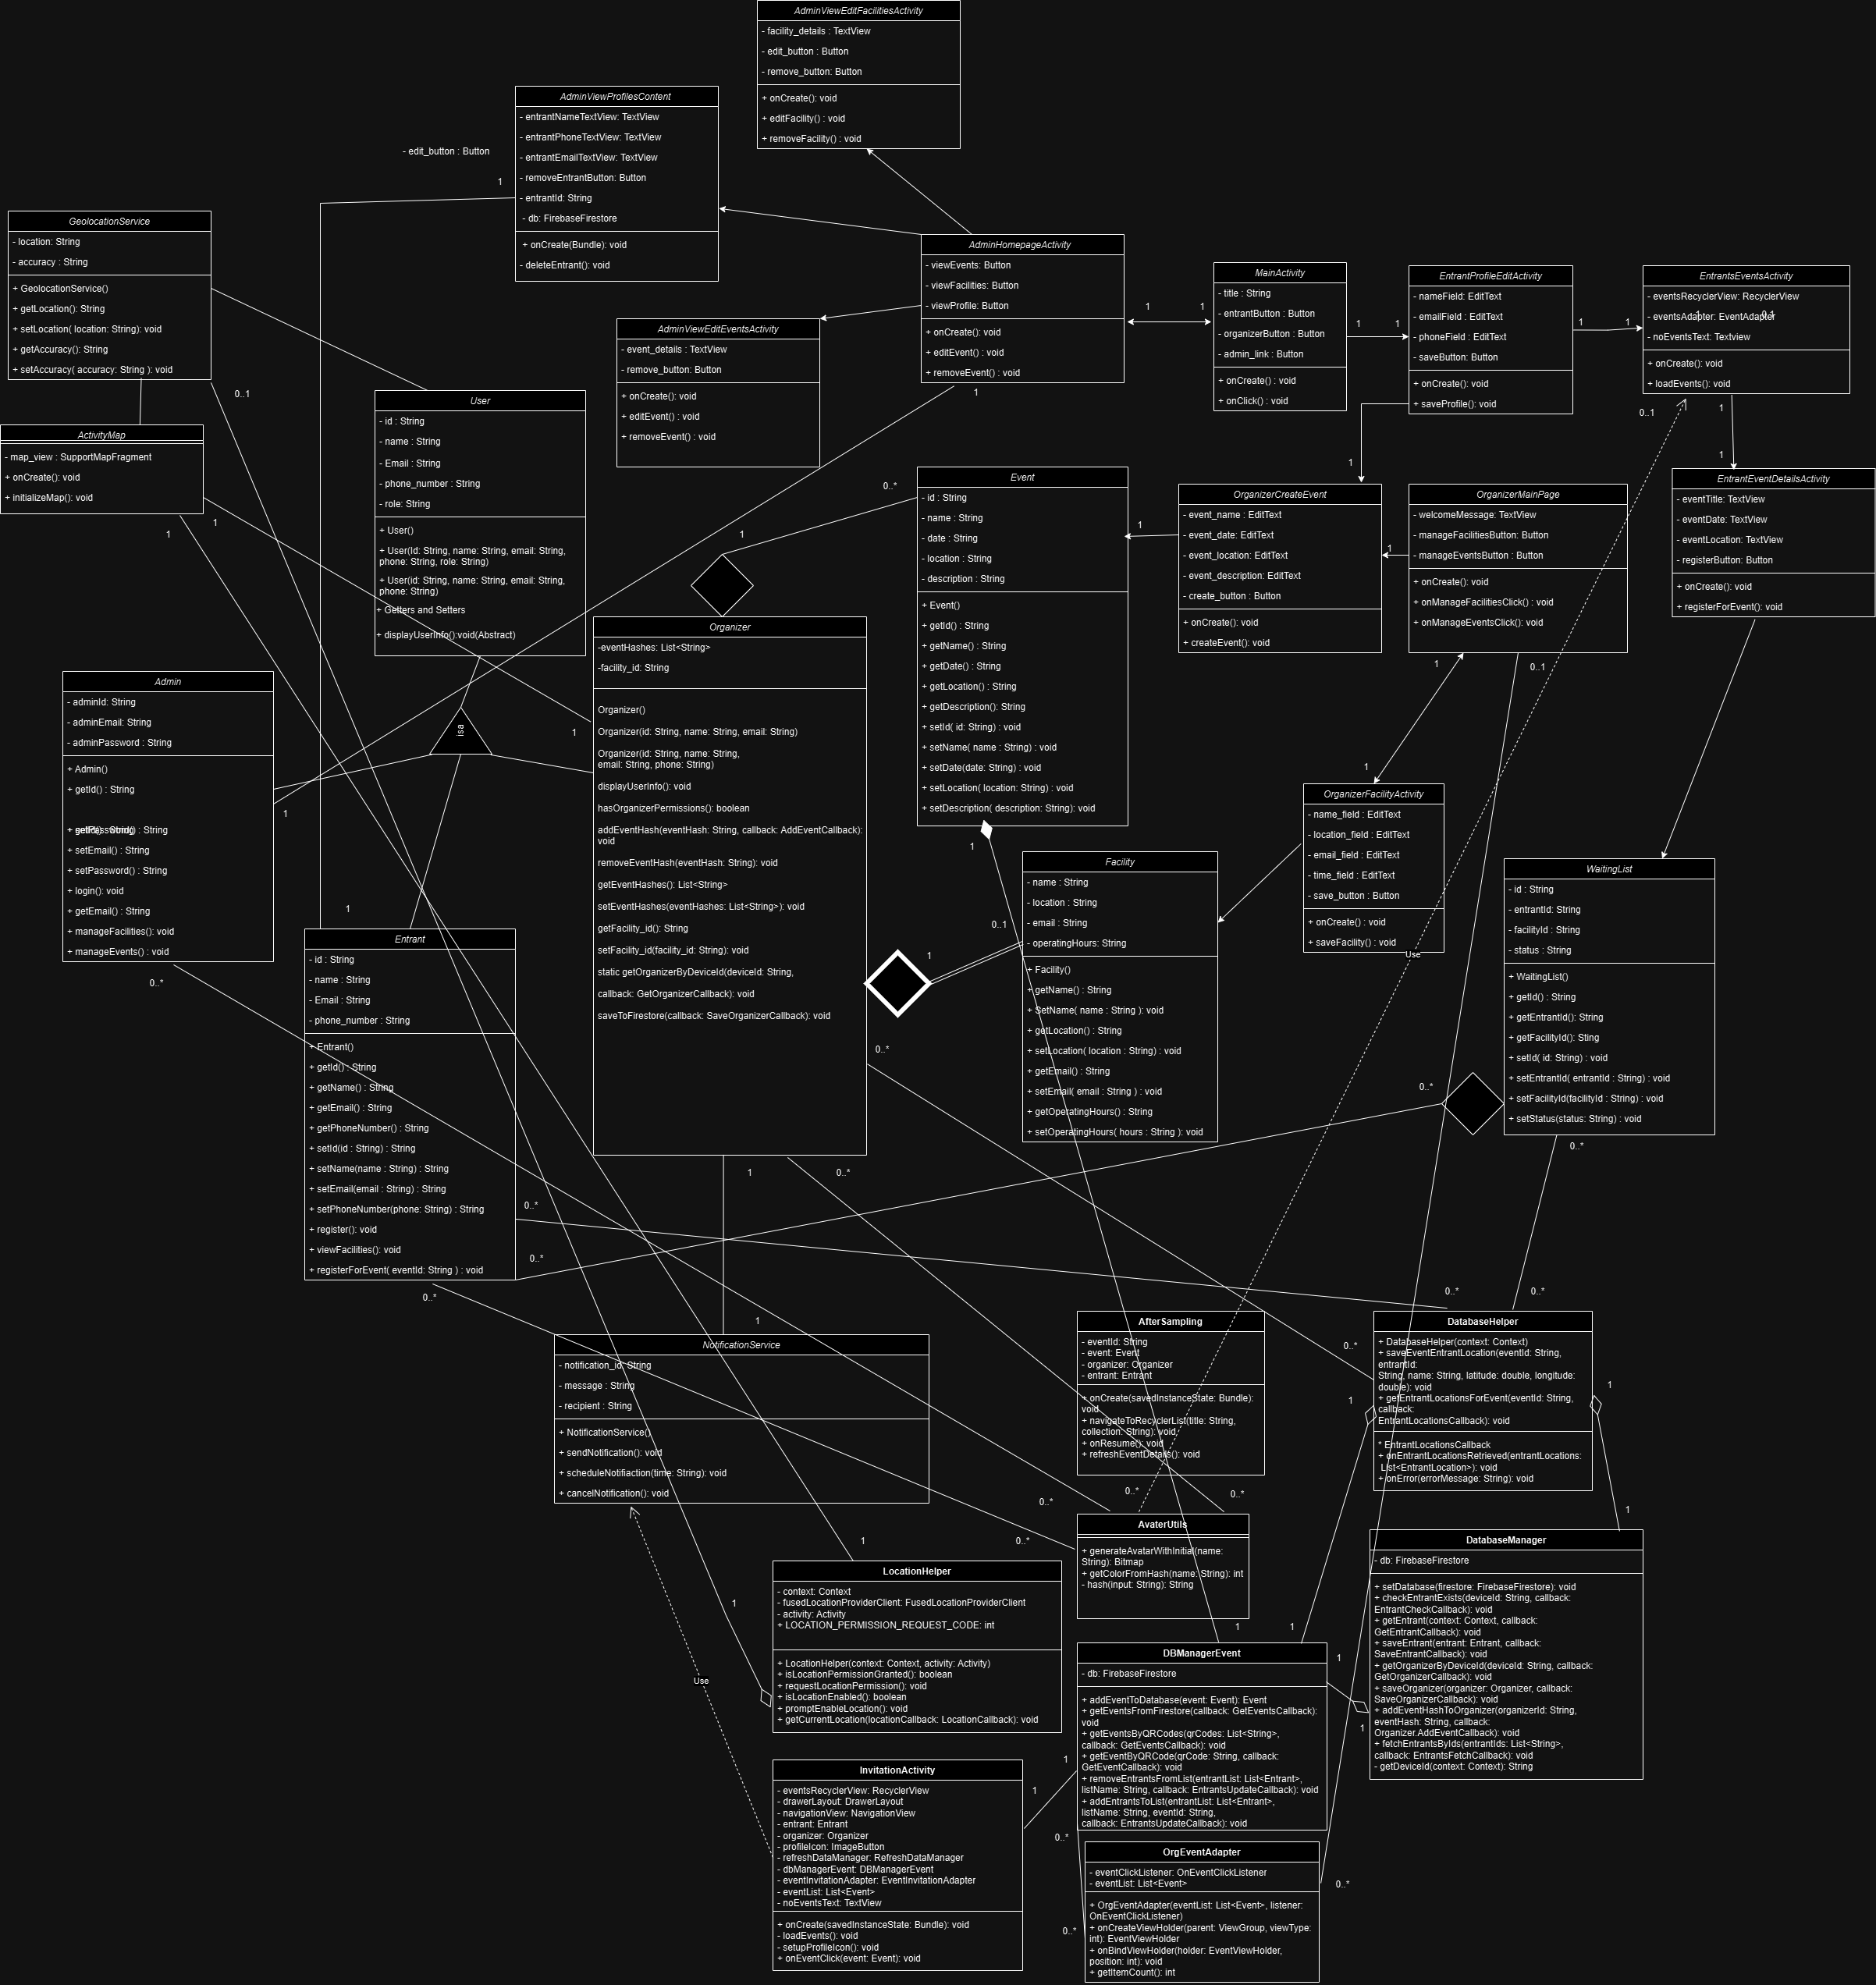 AdminViewEditFacilitiesActivity
- facility_details : TextView
- edit_button : Button
- remove_button: Button
+ onCreate(): void
+ editFacility() : void
+ removeFacility() : void
AdminViewProfilesContent
- entrantNameTextView: TextView
- entrantPhoneTextView: TextView
- entrantEmailTextView: TextView
- removeEntrantButton: Button
- entrantId: String
- db: FirebaseFirestore
+ onCreate(Bundle): void
- deleteEntrant(): void
- edit_button : Button
1
GeolocationService
- location: String
- accuracy : String
+ GeolocationService()
+ getLocation(): String
+ setLocation( location: String): void
+ getAccuracy(): String
+ setAccuracy( accuracy: String ): void
0..1
AdminHomepageActivity
- viewEvents: Button
- viewFacilities: Button
- viewProfile: Button
+ onCreate(): void
+ editEvent() : void
+ removeEvent() : void
1
1
1
MainActivity
- title : String
- entrantButton : Button
- organizerButton : Button
- admin_link : Button
+ onCreate() : void
+ onClick() : void
1
1
EntrantProfileEditActivity
- nameField: EditText
- emailField : EditText
- phoneField : EditText
- saveButton: Button
+ onCreate() : void
+ saveProfile(): void
1
1
EntrantsEventsActivity
- eventsRecyclerView: RecyclerView
- eventsAdapter: EventAdapter
1
0..1
- noEventsText: Textview
+ onCreate(): void
+ loadEvents(): void
0..1
1
1
1
AdminViewEditEventsActivity
- event_details : TextView
- remove_button: Button
+ onCreate(): void
+ editEvent() : void
+ removeEvent() : void
User
- id : String
- name : String
- Email : String
- phone_number : String
- role: String
+ User()
+ User(Id: String, name: String, email: String,
phone: String, role: String)
+ User(id: String, name: String, email: String,
phone: String)
+ Getters and Setters
+ displayUserInfo():void(Abstract)
ActivityMap
- map_view : SupportMapFragment
+ onCreate(): void
+ initializeMap(): void
1
1
0..*
1
Event
- id : String
- name : String
- date : String
- location : String
- description : String
+ Event()
+ getId() : String
+ getName() : String
+ getDate() : String
+ getLocation() : String
+ getDescription(): String
+ setId( id: String) : void
+ setName( name : String) : void
+ setDate(date: String) : void
+ setLocation( location: String) : void
+ setDescription( description: String): void
1
1
OrganizerCreateEvent
- event_name : EditText
- event_date: EditText
- event_location: EditText
- event_description: EditText
- create_button : Button
+ onCreate(): void
+ createEvent(): void
1
OrganizerMainPage
- welcomeMessage: TextView
- manageFacilitiesButton: Button
- manageEventsButton : Button
+ onCreate(): void
+ onManageFacilitiesClick() : void
+ onManageEventsClick(): void
1
0..1
1
EntrantEventDetailsActivity
- eventTitle: TextView
- eventDate: TextView
- eventLocation: TextView
- registerButton: Button
+ onCreate(): void
+ registerForEvent(): void
Organizer
-eventHashes: List<String>
-facility_id: String
Organizer()
Organizer(id: String, name: String, email: String)
Organizer(id: String, name: String,
email: String, phone: String)
displayUserInfo(): void
hasOrganizerPermissions(): boolean
addEventHash(eventHash: String, callback: AddEventCallback):
void
removeEventHash(eventHash: String): void
getEventHashes(): List<String>
setEventHashes(eventHashes: List<String>): void
getFacility_id(): String
setFacility_id(facility_id: String): void
static getOrganizerByDeviceId(deviceId: String,
callback: GetOrganizerCallback): void
saveToFirestore(callback: SaveOrganizerCallback): void
1
isa
Admin
- adminId: String
- adminEmail: String
- adminPassword : String
+ Admin()
+ getId() : String
+ getPassword() : String
+ setEmail() : String
+ setPassword() : String
+ login(): void
+ getEmail() : String
+ manageFacilities(): void
+ manageEvents() : void
1
0..*
1
OrganizerFacilityActivity
- name_field : EditText
- location_field : EditText
- email_field : EditText
- time_field : EditText
- save_button : Button
+ onCreate() : void
+ saveFacility() : void
Use
Facility
- name : String
- location : String
- email : String
- operatingHours: String
+ Facility()
+ getName() : String
+ SetName( name : String ): void
+ getLocation() : String
+ setLocation( location : String) : void
+ getEmail() : String
+ setEmail( email : String ) : void
+ getOperatingHours() : String
+ setOperatingHours( hours : String ) : void
0..1
1
0..*
WaitingList
- id : String
- entrantId: String
- facilityId : String
- status : String
+ WaitingList()
+ getId() : String
+ getEntrantId(): String
+ getFacilityId(): Sting
+ setId( id: String) : void
+ setEntrantId( entrantId : String) : void
+ setFacilityId(facilityId : String) : void
+ setStatus(status: String) : void
0..*
0..*
Entrant
- id : String
- name : String
- Email : String
- phone_number : String
+ Entrant()
+ getId() : String
+ getName() : String
+ getEmail() : String
+ getPhoneNumber() : String
+ setId(id : String) : String
+ setName(name : String) : String
+ setEmail(email : String) : String
+ setPhoneNumber(phone: String) : String
+ register(): void
+ viewFacilities(): void
+ registerForEvent( eventId: String ) : void
1
0..*
0..*
0..*
1
0..*
1
0..*
0..*
NotificationService
- notification_id: String
- message : String
- recipient : String
+ NotificationService()
+ sendNotification(): void
+ scheduleNotifiaction(time: String): void
+ cancelNotification(): void
AfterSampling
- eventId: String
- event: Event
- organizer: Organizer
- entrant: Entrant
+ onCreate(savedInstanceState: Bundle):
void
+ navigateToRecyclerList(title: String,
collection: String): void
+ onResume(): void
+ refreshEventDetails(): void
0..*
0..*
0..*
0..*
0..*
1
1
DatabaseHelper
+ DatabaseHelper(context: Context)
+ saveEventEntrantLocation(eventId: String,
entrantId:
String, name: String, latitude: double, longitude:
double): void
+ getEntrantLocationsForEvent(eventId: String,
callback:
EntrantLocationsCallback): void
* EntrantLocationsCallback
+ onEntrantLocationsRetrieved(entrantLocations:
List<EntrantLocation>): void
+ onError(errorMessage: String): void
1
AvaterUtils
+ generateAvatarWithInitial(name:
String): Bitmap
+ getColorFromHash(name: String): int
- hash(input: String): String
DatabaseManager
- db: FirebaseFirestore
+ setDatabase(firestore: FirebaseFirestore): void
+ checkEntrantExists(deviceId: String, callback:
EntrantCheckCallback): void
+ getEntrant(context: Context, callback:
GetEntrantCallback): void
+ saveEntrant(entrant: Entrant, callback:
SaveEntrantCallback): void
+ getOrganizerByDeviceId(deviceId: String, callback:
GetOrganizerCallback): void
+ saveOrganizer(organizer: Organizer, callback:
SaveOrganizerCallback): void
+ addEventHashToOrganizer(organizerId: String,
eventHash: String, callback:
Organizer.AddEventCallback): void
+ fetchEntrantsByIds(entrantIds: List<String>,
callback: EntrantsFetchCallback): void
- getDeviceId(context: Context): String
1
1
LocationHelper
- context: Context
- fusedLocationProviderClient: FusedLocationProviderClient
- activity: Activity
+ LOCATION_PERMISSION_REQUEST_CODE: int
+ LocationHelper(context: Context, activity: Activity)
+ isLocationPermissionGranted(): boolean
+ requestLocationPermission(): void
+ isLocationEnabled(): boolean
+ promptEnableLocation(): void
+ getCurrentLocation(locationCallback: LocationCallback): void
Use
1
1
1
1
DBManagerEvent
- db: FirebaseFirestore
+ addEventToDatabase(event: Event): Event
+ getEventsFromFirestore(callback: GetEventsCallback):
void
+ getEventsByQRCodes(qrCodes: List<String>,
callback: GetEventsCallback): void
+ getEventByQRCode(qrCode: String, callback:
GetEventCallback): void
+ removeEntrantsFromList(entrantList: List<Entrant>,
listName: String, callback: EntrantsUpdateCallback): void
+ addEntrantsToList(entrantList: List<Entrant>,
listName: String, eventId: String,
callback: EntrantsUpdateCallback): void
InvitationActivity
- eventsRecyclerView: RecyclerView
- drawerLayout: DrawerLayout
- navigationView: NavigationView
- entrant: Entrant
- organizer: Organizer
- profileIcon: ImageButton
- refreshDataManager: RefreshDataManager
- dbManagerEvent: DBManagerEvent
- eventInvitationAdapter: EventInvitationAdapter
- eventList: List<Event>
- noEventsText: TextView
+ onCreate(savedInstanceState: Bundle): void
- loadEvents(): void
- setupProfileIcon(): void
+ onEventClick(event: Event): void
1
1
0..*
0..*
OrgEventAdapter
- eventClickListener: OnEventClickListener
- eventList: List<Event>
+ OrgEventAdapter(eventList: List<Event>, listener:
OnEventClickListener)
+ onCreateViewHolder(parent: ViewGroup, viewType:
int): EventViewHolder
+ onBindViewHolder(holder: EventViewHolder,
position: int): void
+ getItemCount(): int
0..*